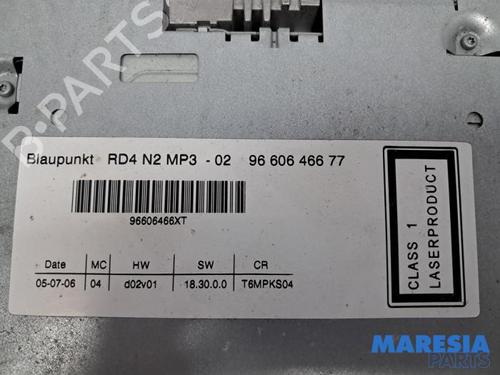 Blaupunkt RD4 N2 MP3 - 02 96 606 466 77
96606466XT
Date MC HW SW CR
05-07-06 04 d02v01 18.30.0.0 T6MPKS04
CLASS 1
LASERPRODUCT
B-PARTS
MARESIA
PARTS